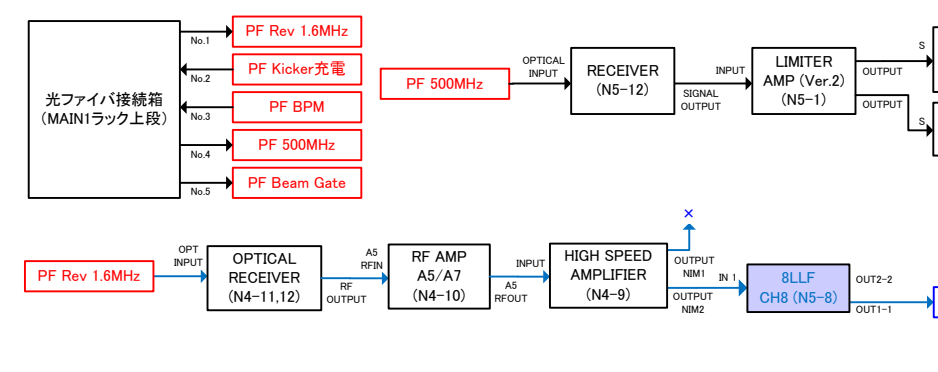 光ファイバ接続箱
(MAIN1ラック上段)
No.1
PF Rev 1.6MHz
No.2
PF Kicker充電
No.3
PF BPM
No.4
PF 500MHz
No.5
PF Beam Gate
PF 500MHz
OPTICAL
INPUT
RECEIVER
(N5-12)
SIGNAL
OUTPUT
INPUT
LIMITER
AMP (Ver.2)
(N5-1)
OUTPUT
S
OUTPUT
S
PF Rev 1.6MHz
OPT
INPUT
OPTICAL
RECEIVER
(N4-11,12)
RF
OUTPUT
A5
RFIN
RF AMP
A5/A7
(N4-10)
A5
RFOUT
INPUT
HIGH SPEED
AMPLIFIER
(N4-9)
×
OUTPUT
NIM1
OUTPUT
NIM2
IN 1
8LLF
CH8 (N5-8)
OUT2-2
OUT1-1